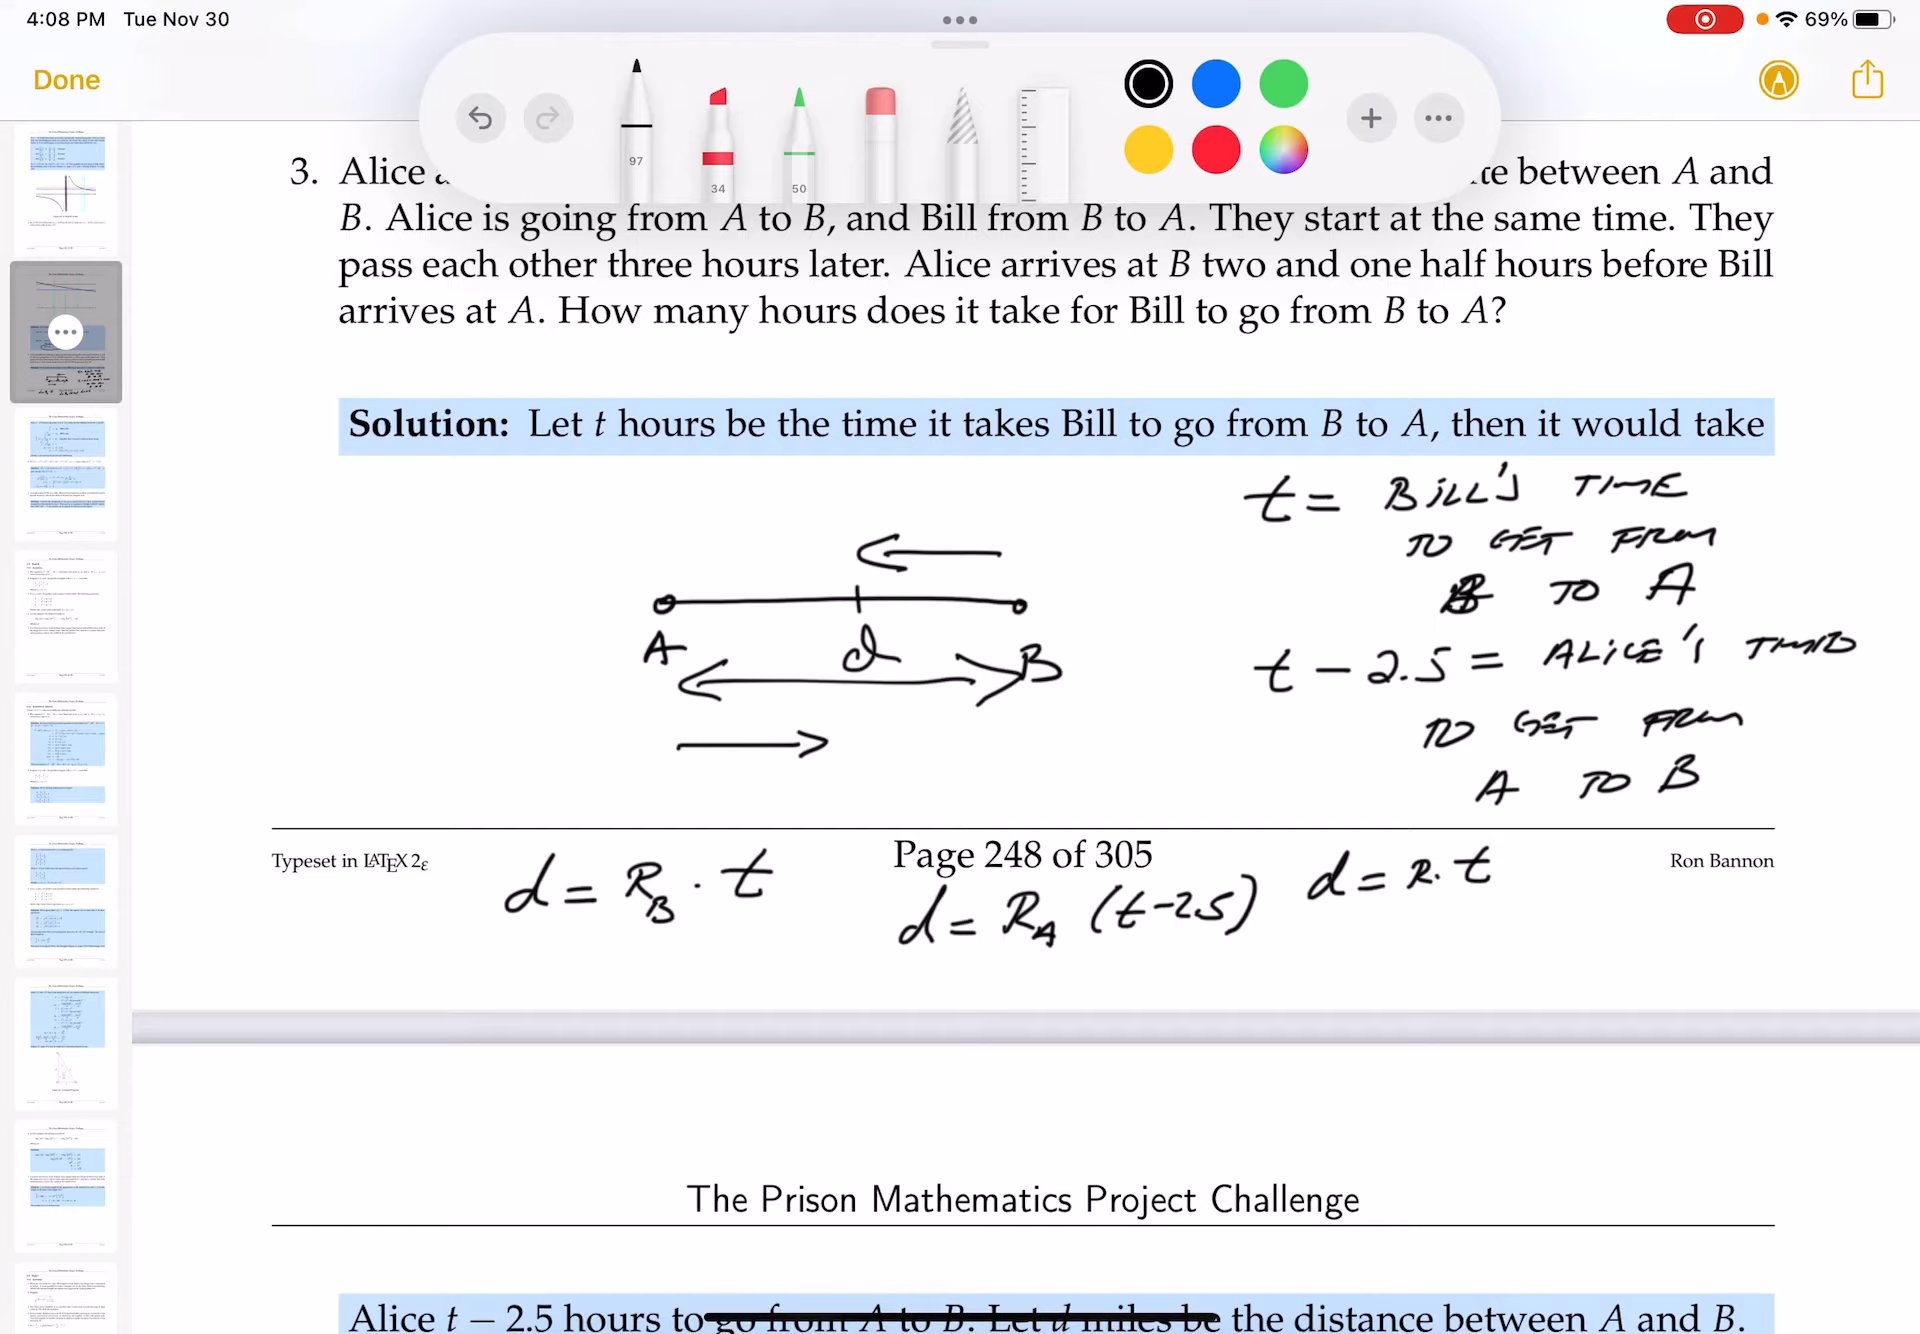 4:08 PM Tue Nov 30
69%
Done
97
34
50
3. Alice
te between A and
B. Alice is going from A to B, and Bill from B to A. They start at the same time. They
pass each other three hours later. Alice arrives at B two and one half hours before Bill
arrives at A. How many hours does it take for Bill to go from B to A?
Solution: Let t hours be the time it takes Bill to go from B to A, then it would take
t = BILL'S TIME
TO GET FROM
B TO A
A d B
t - 2.5 = ALICE'S
TO GET FROM
A TO B
Typeset in LATEX 2ε
Page 248 of 305
Ron Bannon
d = R_B · t
d = R_A (t-2.5)
d = R. t
The Prison Mathematics Project Challenge
Alice t − 2.5 hours to go from A to B. Let d miles be the distance between A and B.